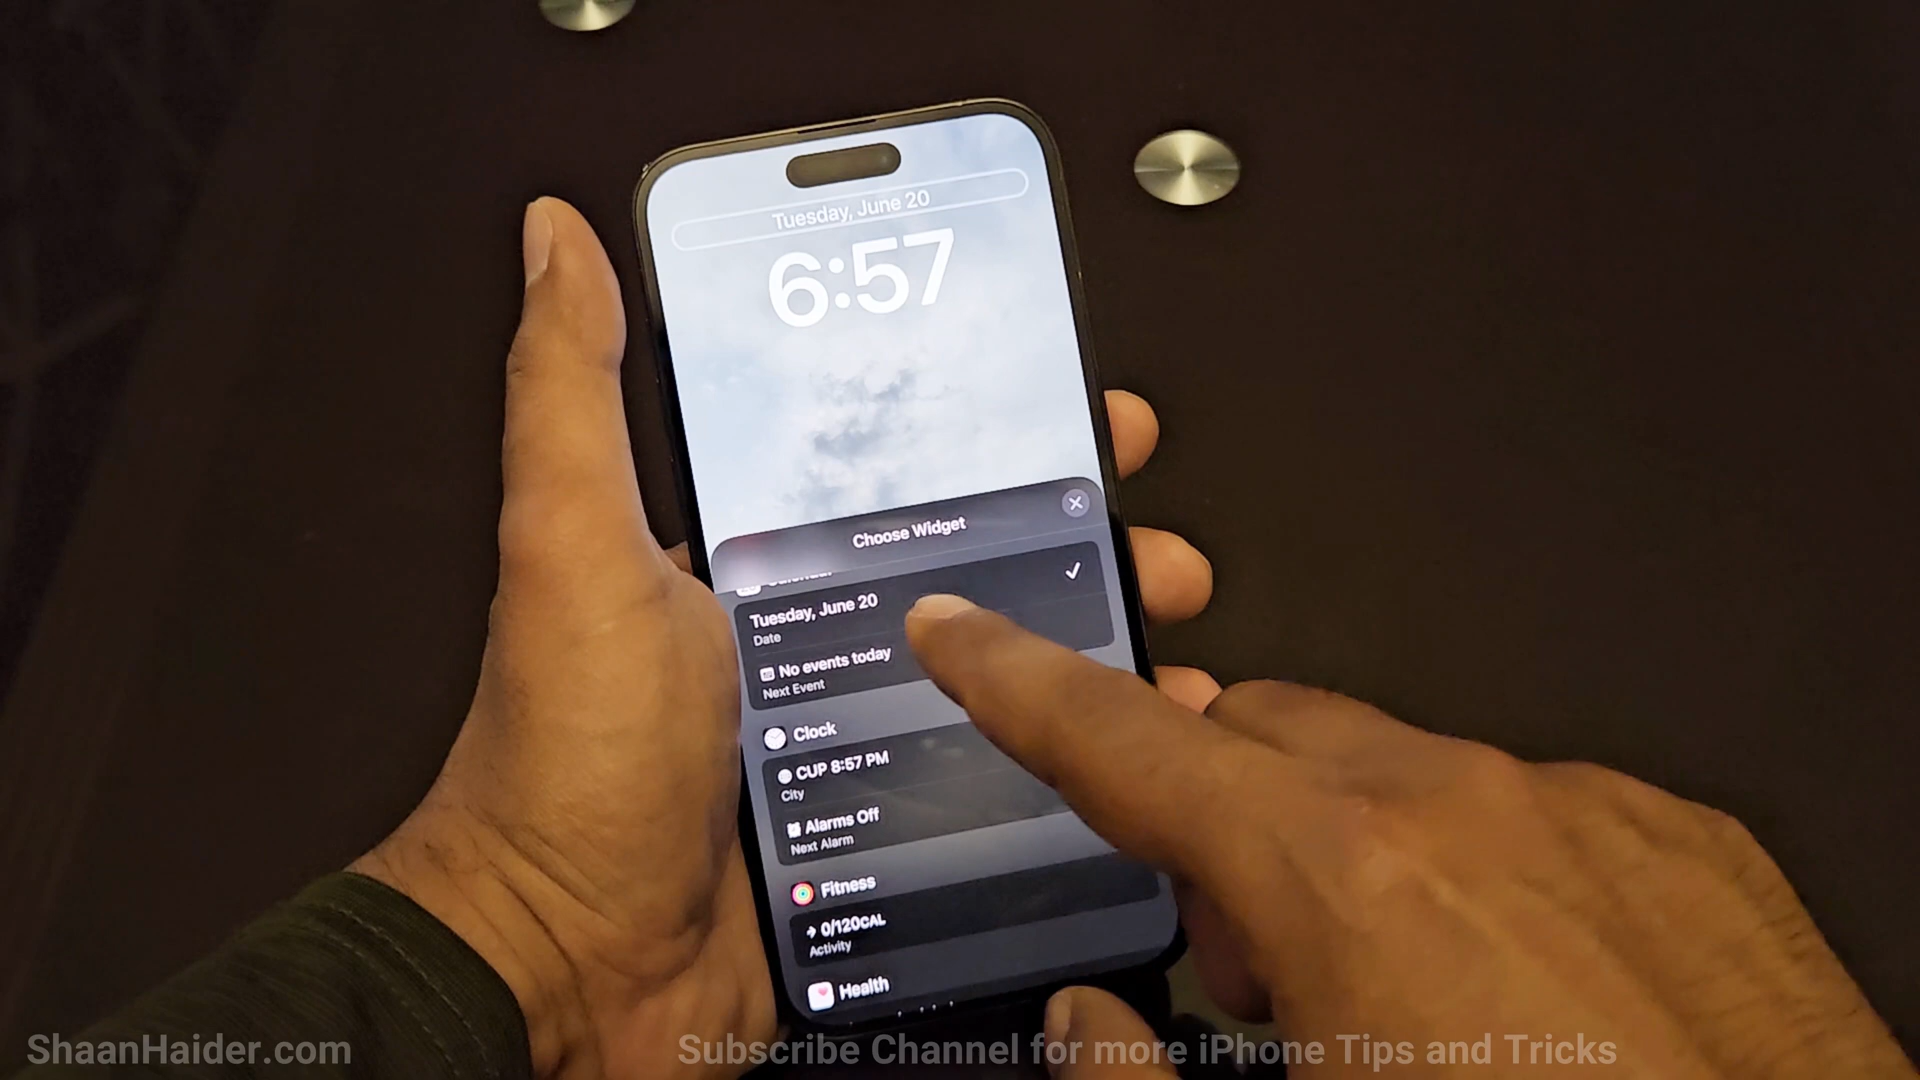 Tuesday, June 20
6:57
Choose Widget
Calendar
Tuesday, June 20
Date
No events today
Next Event
Clock
CUP 8:57 PM
City
Alarms Off
Next Alarm
Fitness
0/120CAL
Activity
Health
ShaanHaider.com
Subscribe Channel for more iPhone Tips and Tricks